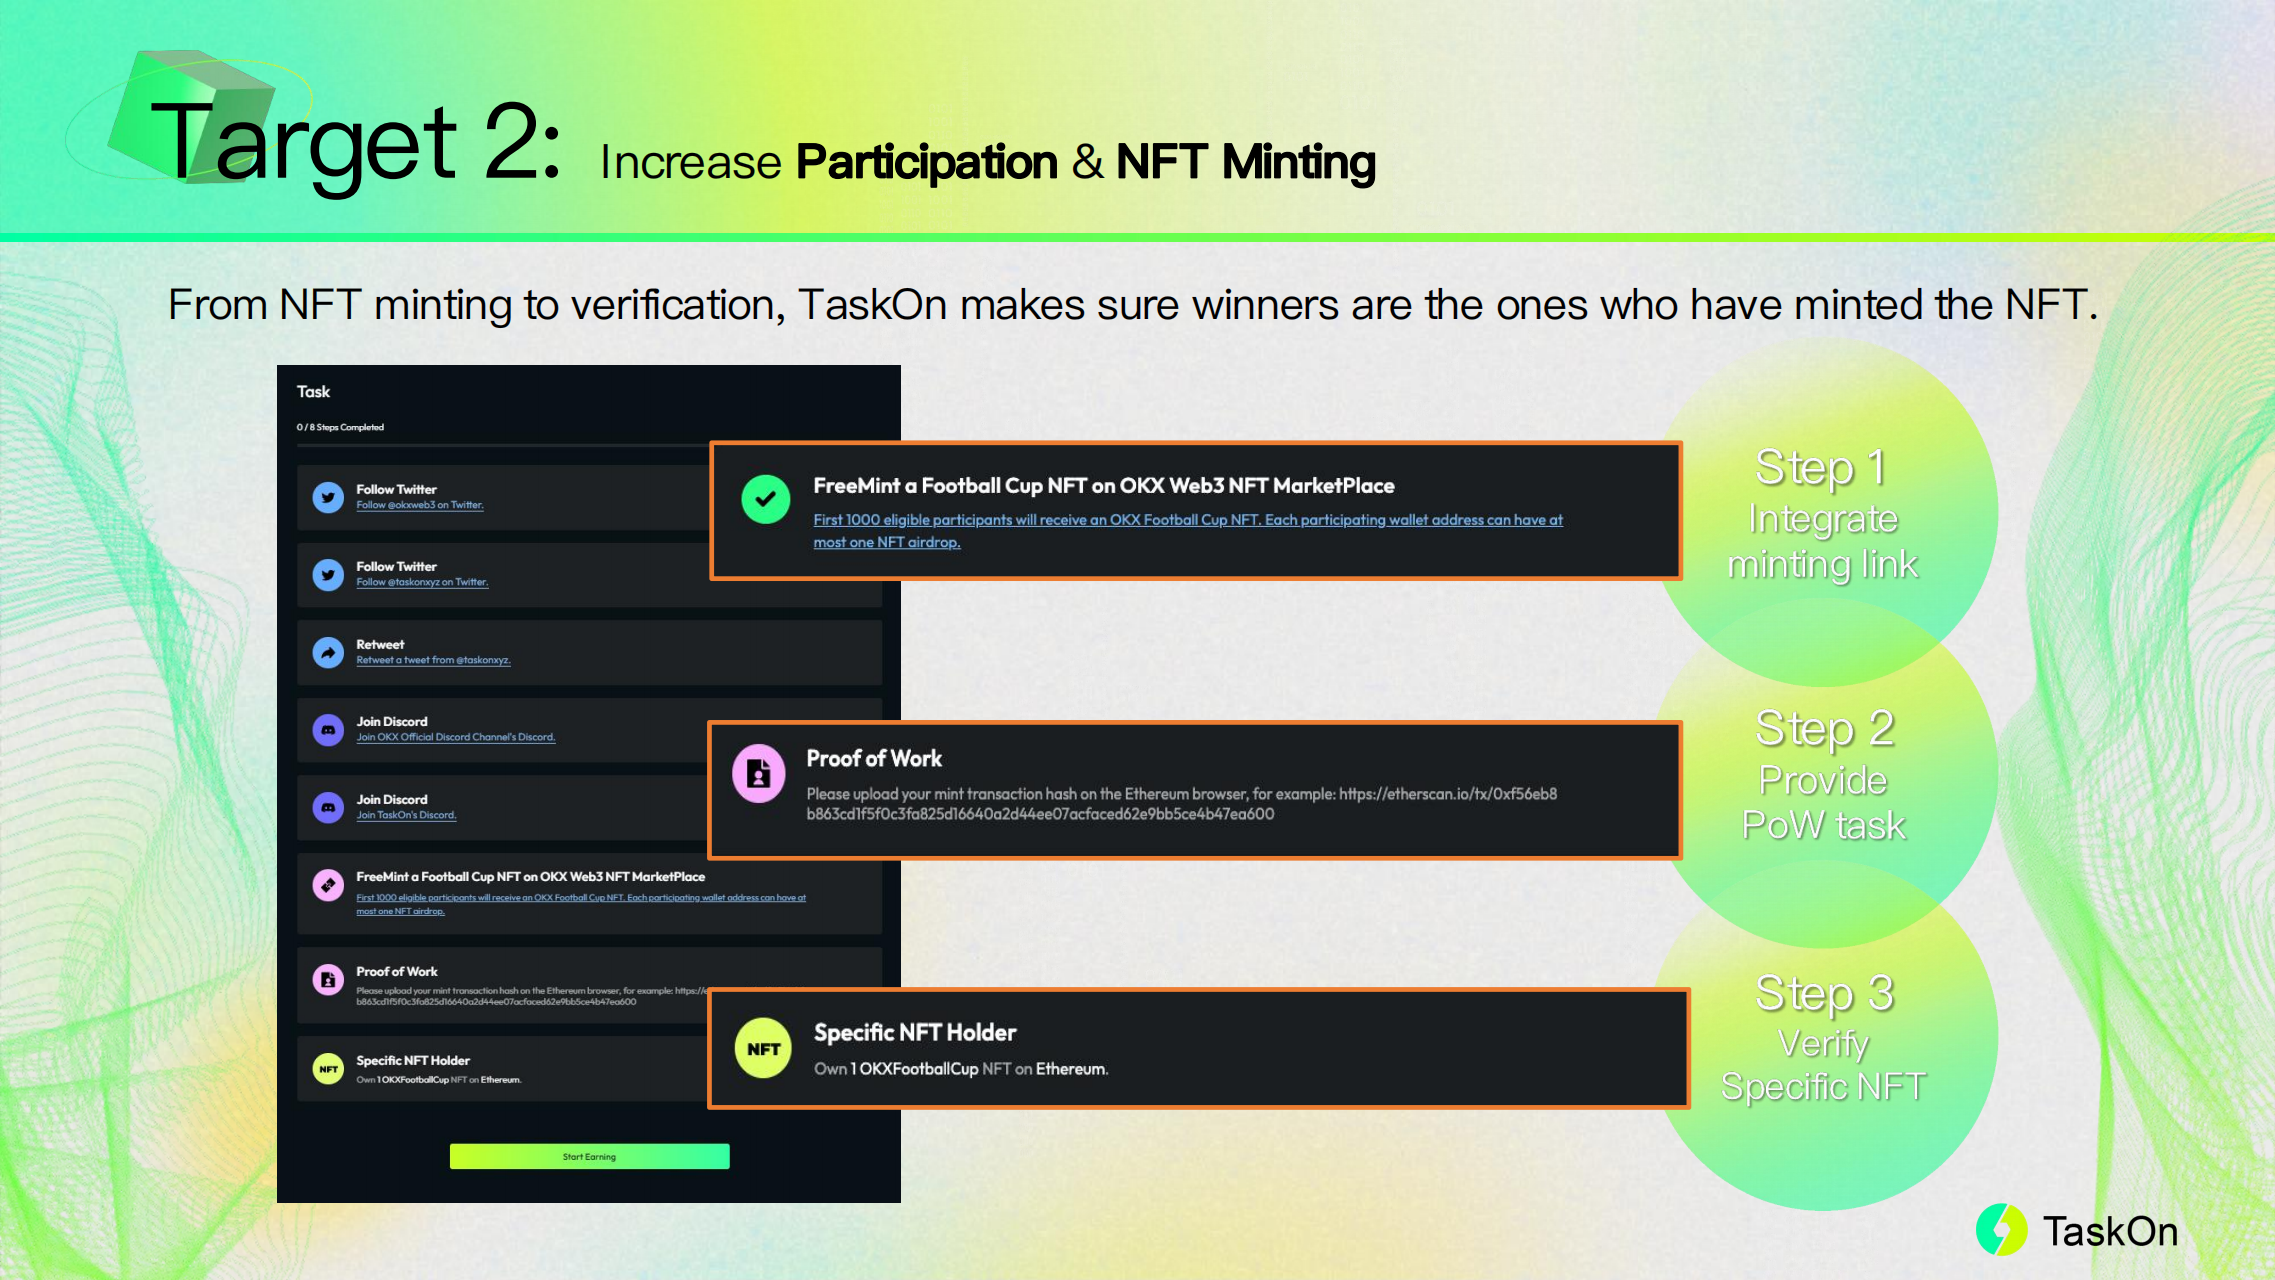 Target 2: Increase Participation & NFT Minting
From NFT minting to verification, TaskOn makes sure winners are the ones who have minted the NFT.
Task
0 / 8 Steps Completed
Follow Twitter
Follow @okxweb3 on Twitter.
Follow Twitter
Follow @taskonxyz on Twitter.
Retweet
Retweet a tweet from @taskonxyz.
Join Discord
Join OKX Official Discord Channel's Discord.
Join Discord
Join TaskOn's Discord.
FreeMint a Football Cup NFT on OKX Web3 NFT MarketPlace
First 1000 eligible participants will receive an OKX Football Cup NFT. Each participating wallet address can have at
most one NFT airdrop.
Proof of Work
Please upload your mint transaction hash on the Ethereum browser, for example: https://e
b863cd1f5f0c3fa825d16640a2d44ee07acfaced62e9bb5ce4b47ea600
NFT
Specific NFT Holder
Own 1 OKXFootballCup NFT on Ethereum.
Start Earning
FreeMint a Football Cup NFT on OKX Web3 NFT MarketPlace
First 1000 eligible participants will receive an OKX Football Cup NFT. Each participating wallet address can have at
most one NFT airdrop.
Proof of Work
Please upload your mint transaction hash on the Ethereum browser, for example: https://etherscan.io/tx/0xf56eb8
b863cd1f5f0c3fa825d16640a2d44ee07acfaced62e9bb5ce4b47ea600
NFT
Specific NFT Holder
Own 1 OKXFootballCup NFT on Ethereum.
Step 1
Integrate
minting link
Step 2
Provide
PoW task
Step 3
Verify
Specific NFT
TaskOn